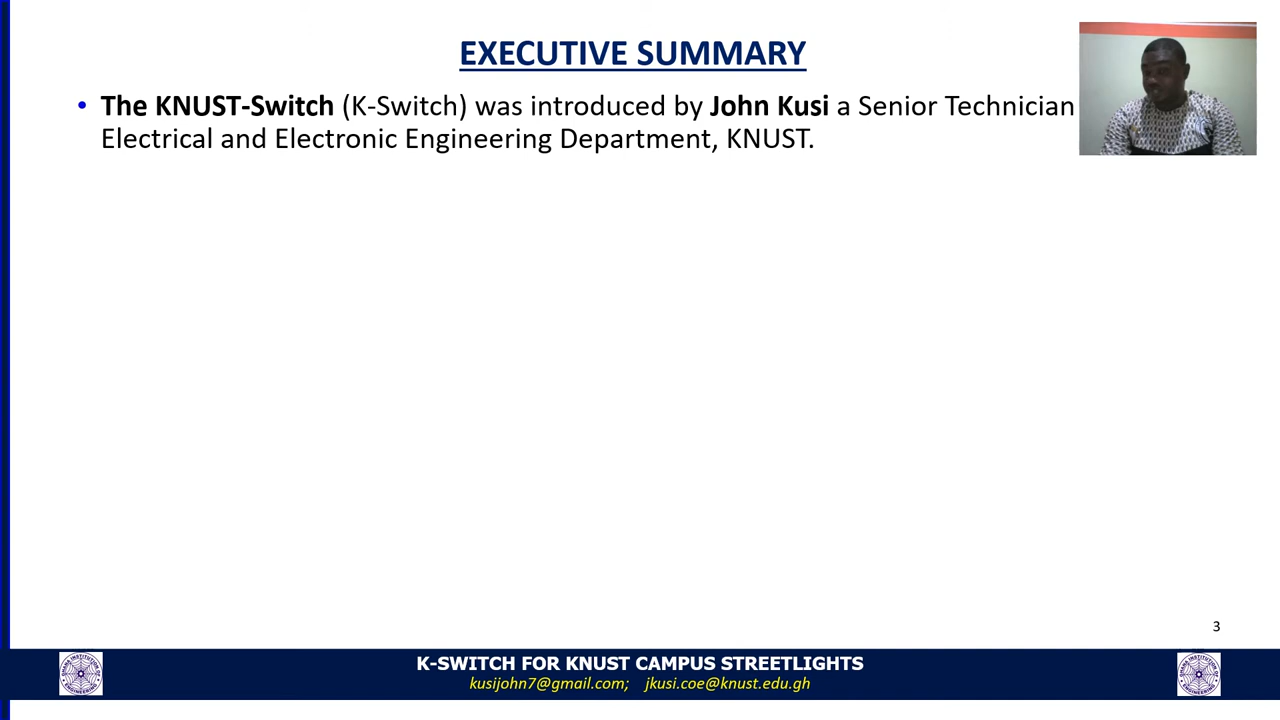 EXECUTIVE SUMMARY
• The KNUST-Switch (K-Switch) was introduced by John Kusi a Senior Technician
Electrical and Electronic Engineering Department, KNUST.
3
K-SWITCH FOR KNUST CAMPUS STREETLIGHTS
kusijohn7@gmail.com; jkusi.coe@knust.edu.gh